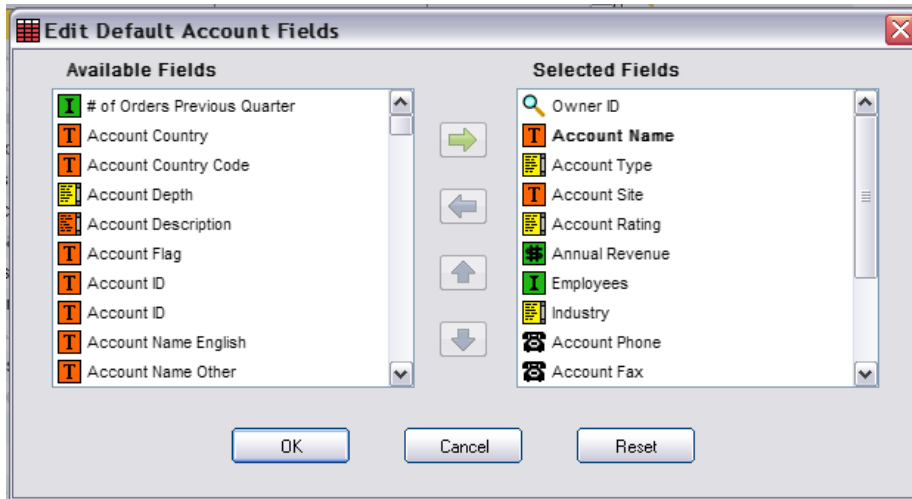 Edit Default Account Fields
Available Fields
# of Orders Previous Quarter
Account Country
Account Country Code
Account Depth
Account Description
Account Flag
Account ID
Account ID
Account Name English
Account Name Other
Selected Fields
Owner ID
Account Name
Account Type
Account Site
Account Rating
Annual Revenue
Employees
Industry
Account Phone
Account Fax
OK
Cancel
Reset